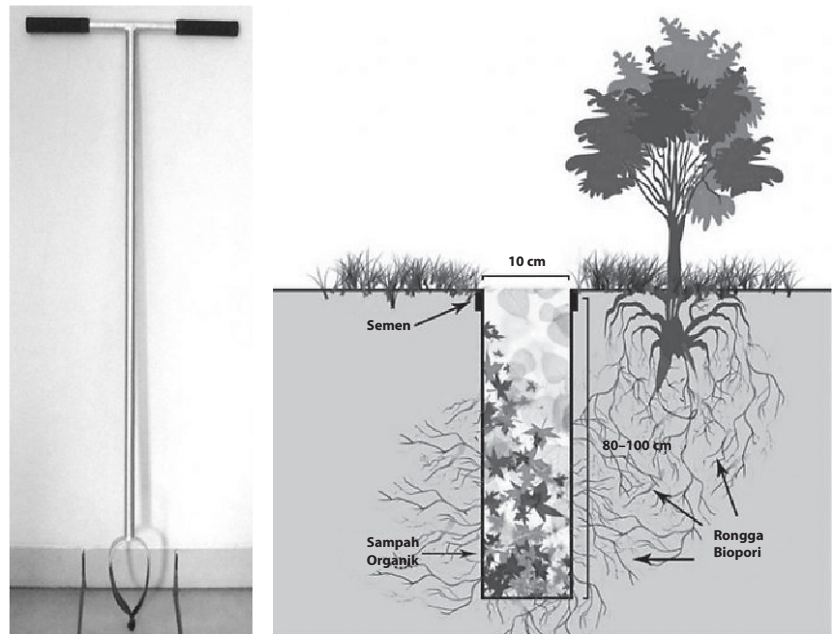 10 cm
Semen
80–100 cm
Sampah
Organik
Rongga
Biopori